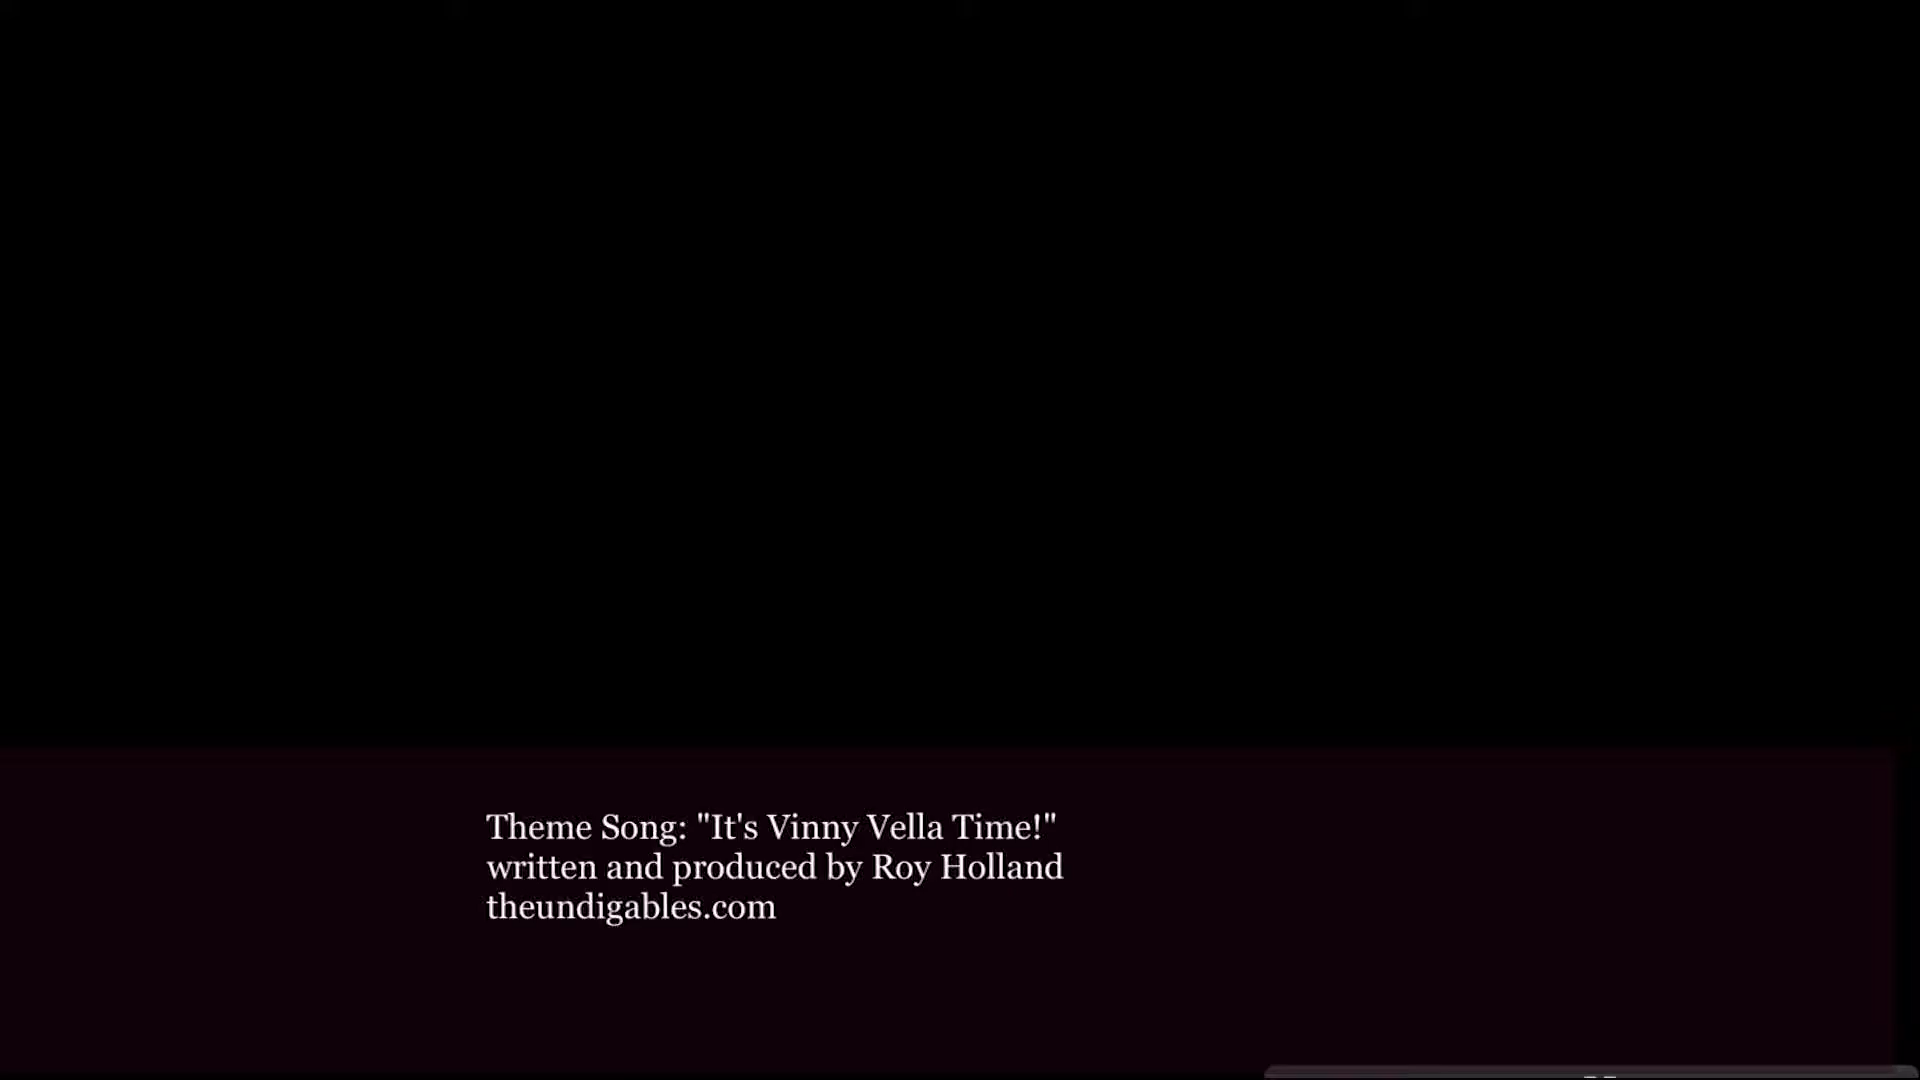 Theme Song: "It's Vinny Vella Time!"
written and produced by Roy Holland
theundigables.com